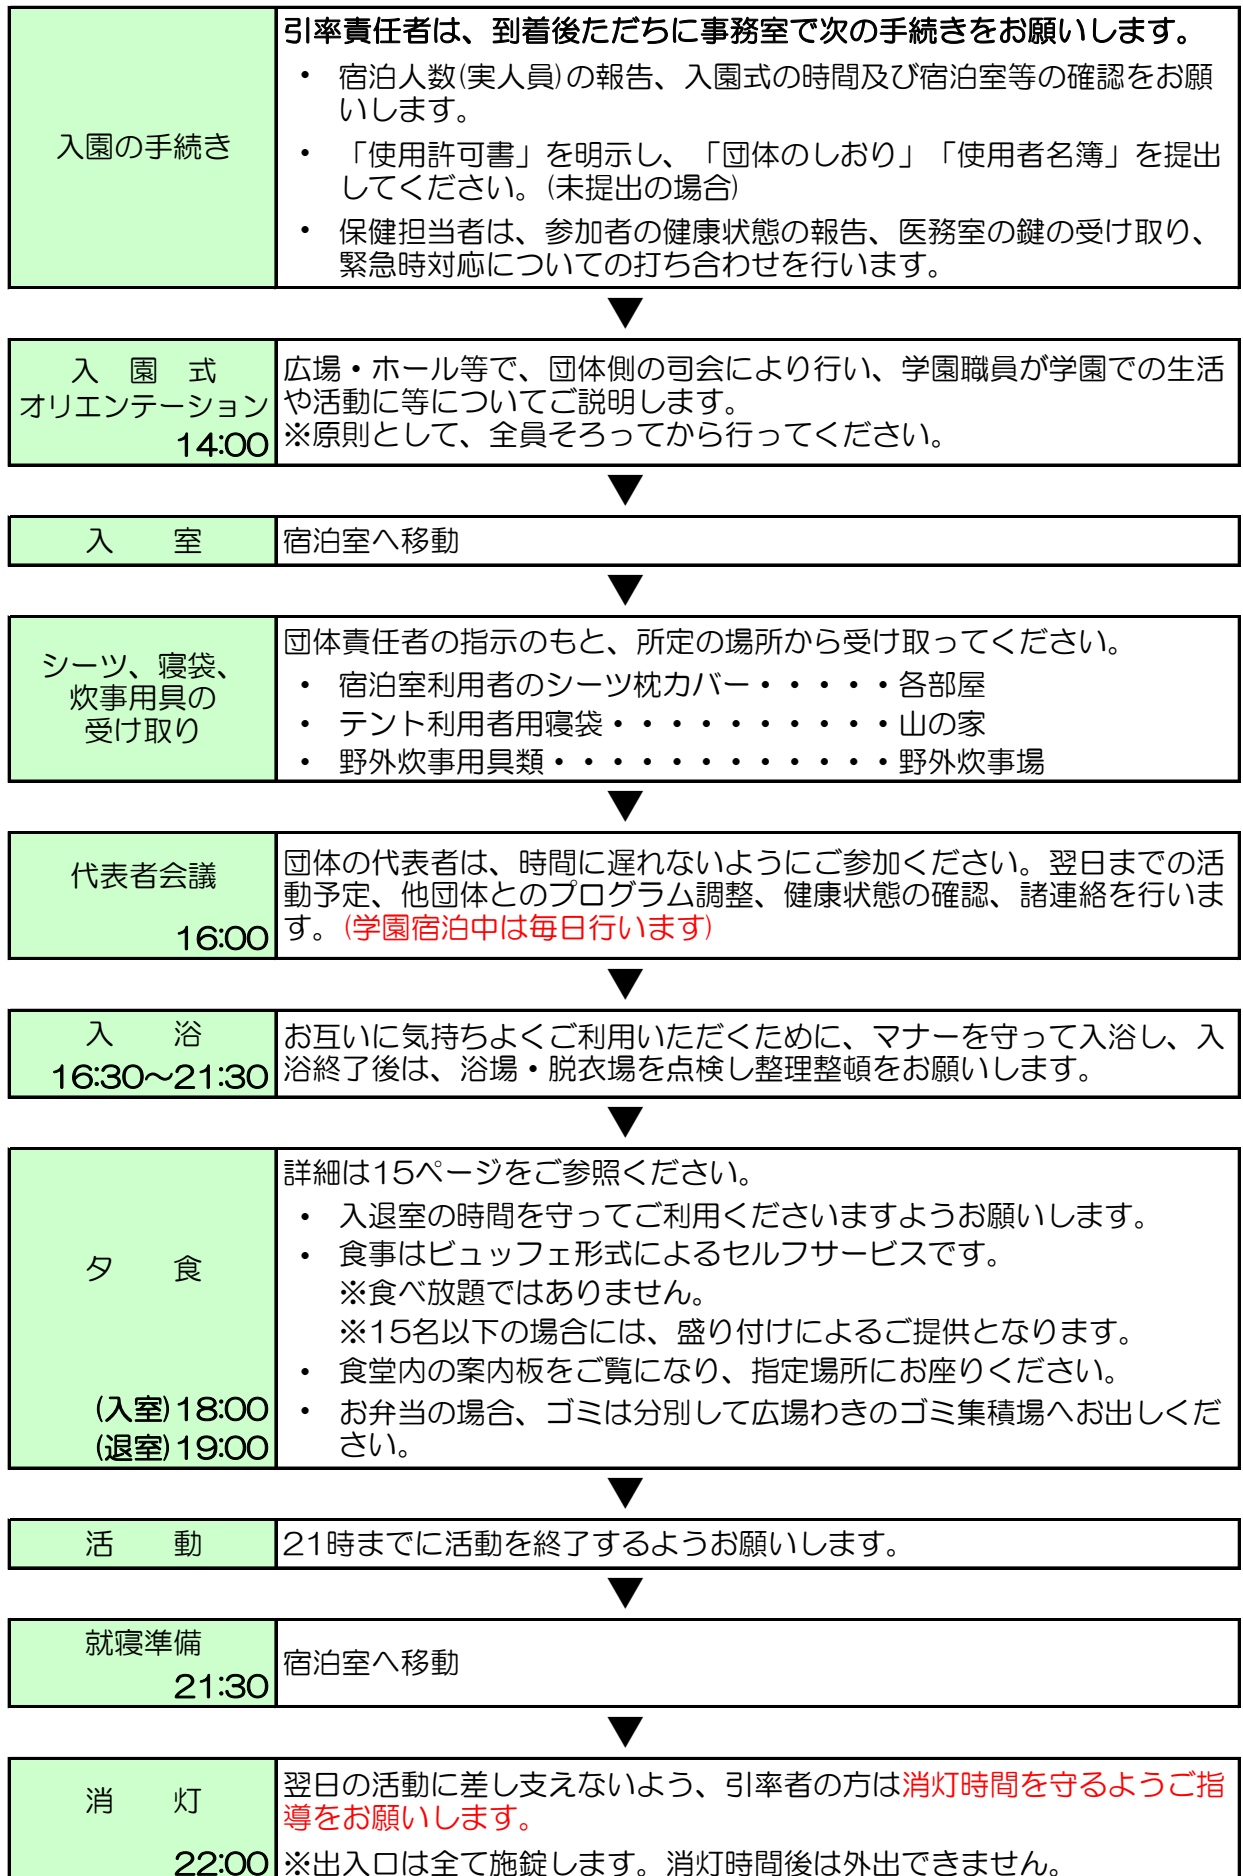 入園の手続き
引率責任者は、到着後ただちに事務室で次の手続きをお願いします。
・ 宿泊人数(実人員)の報告、入園式の時間及び宿泊室等の確認をお願
いします。
・ 「使用許可書」を明示し、「団体のしおり」「使用者名簿」を提出
してください。(未提出の場合)
・ 保健担当者は、参加者の健康状態の報告、医務室の鍵の受け取り、
緊急時対応についての打ち合わせを行います。
▼
入 園 式
オリエンテーション
14:00
広場・ホール等で、団体側の司会により行い、学園職員が学園での生活
や活動に等についてご説明します。
※原則として、全員そろってから行ってください。
▼
入 室
宿泊室へ移動
▼
シーツ、寝袋、
炊事用具の
受け取り
団体責任者の指示のもと、所定の場所から受け取ってください。
・ 宿泊室利用者のシーツ枕カバー・・・・・各部屋
・ テント利用者用寝袋・・・・・・・・・・山の家
・ 野外炊事用具類・・・・・・・・・・・・野外炊事場
▼
代表者会議
16:00
団体の代表者は、時間に遅れないようにご参加ください。翌日までの活
動予定、他団体とのプログラム調整、健康状態の確認、諸連絡を行いま
す。(学園宿泊中は毎日行います)
▼
入 浴
16:30～21:30
お互いに気持ちよくご利用いただくために、マナーを守って入浴し、入
浴終了後は、浴場・脱衣場を点検し整理整頓をお願いします。
▼
夕 食
(入室)18:00
(退室)19:00
詳細は15ページをご参照ください。
・ 入退室の時間を守ってご利用くださいますようお願いします。
・ 食事はビュッフェ形式によるセルフサービスです。
※食べ放題ではありません。
※15名以下の場合には、盛り付けによるご提供となります。
・ 食堂内の案内板をご覧になり、指定場所にお座りください。
・ お弁当の場合、ゴミは分別して広場わきのゴミ集積場へお出しくだ
さい。
▼
活 動
21時までに活動を終了するようお願いします。
▼
就寝準備
21:30
宿泊室へ移動
▼
消 灯
22:00
翌日の活動に差し支えないよう、引率者の方は消灯時間を守るようご指
導をお願いします。
※出入口は全て施錠します。消灯時間後は外出できません。